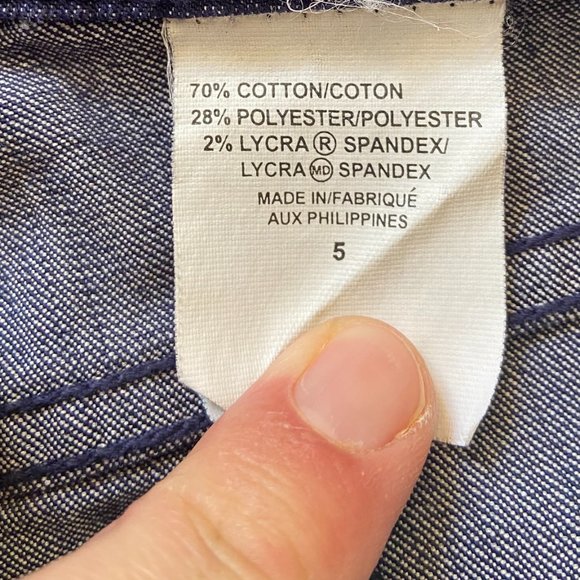 70% COTTON/COTON
28% POLYESTER/POLYESTER
2% LYCRA Ⓡ SPANDEX/
LYCRA MD SPANDEX
MADE IN/FABRIQUÉ
AUX PHILIPPINES
5